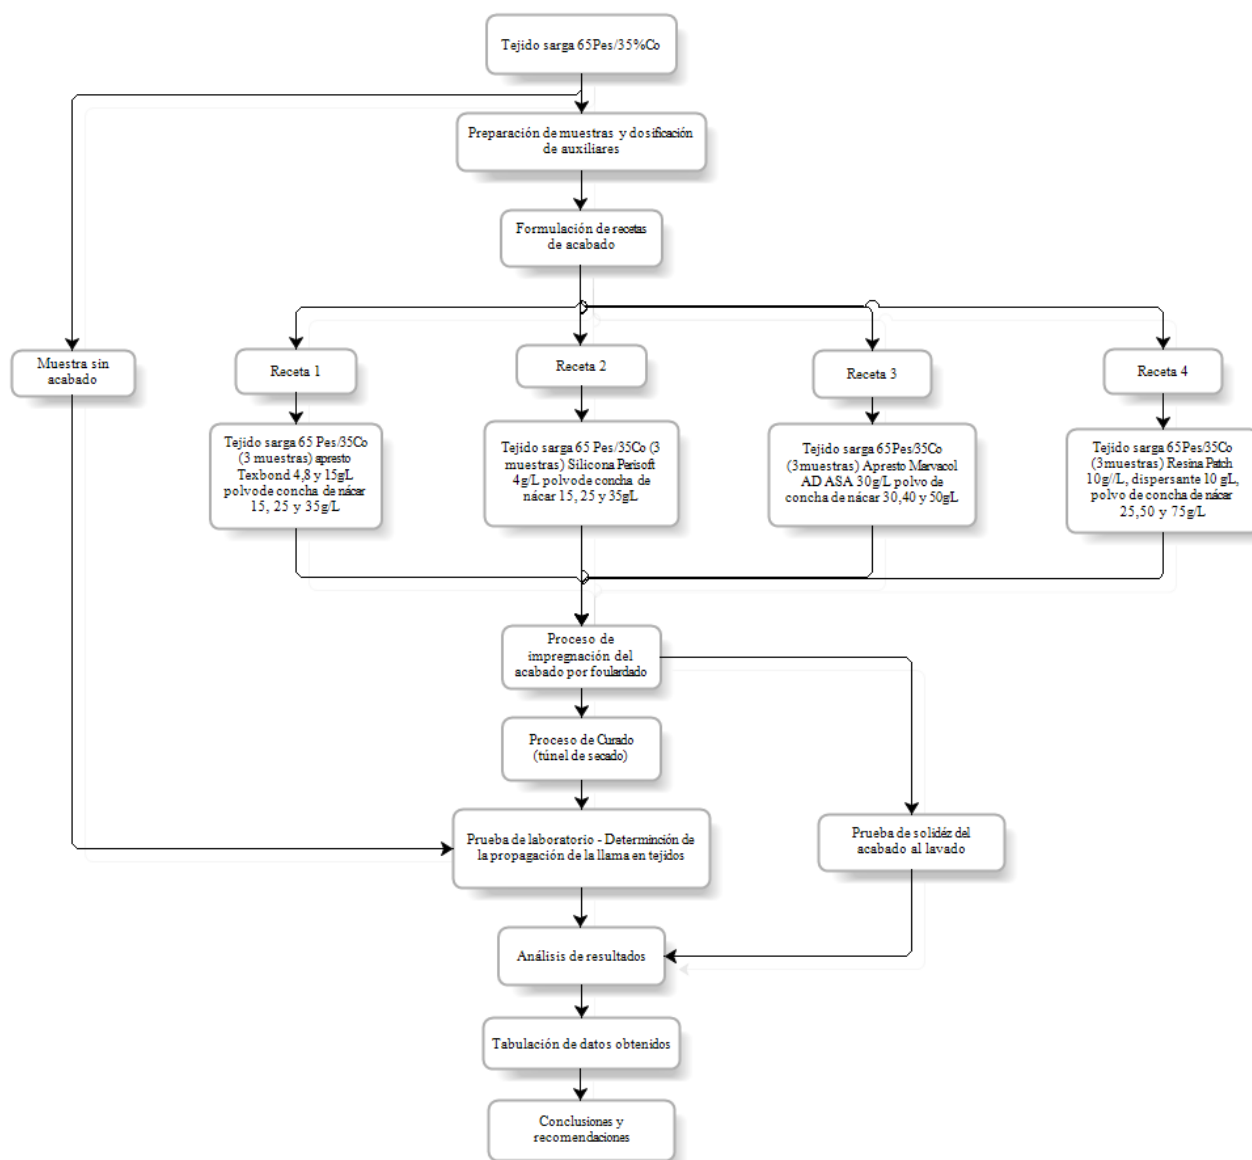 Tejido sarga 65Pes/35%Co
Preparación de muestras y dosificación
de auxiliares
Formulación de recetas
de acabado
Muestra sin
acabado
Receta 1
Receta 2
Receta 3
Receta 4
Tejido sarga 65 Pes/35Co
(3 muestras) apresto
Texbond 4,8 y 15gL
polvo de concha de nácar
15, 25 y 35g/L
Tejido sarga 65 Pes/35Co (3
muestras) Silicona Perisoft
4g/L polvo de concha de
nácar 15, 25 y 35gL
Tejido sarga 65Pes/35Co
(3muestras) Apresto Marvacol
AD ASA 30g/L polvo de
concha de nácar 30,40 y 50gL
Tejido sarga 65Pes/35Co
(3muestras) Resina Patch
10g//L, dispersante 10 gL,
polvo de concha de nácar
25,50 y 75g/L
Proceso de
impregnación del
acabado por foulardado
Proceso de Curado
(túnel de secado)
Prueba de laboratorio - Determinción de
la propagación de la llama en tejidos
Prueba de solidéz del
acabado al lavado
Análisis de resultados
Tabulación de datos obtenidos
Conclusiones y
recomendaciones